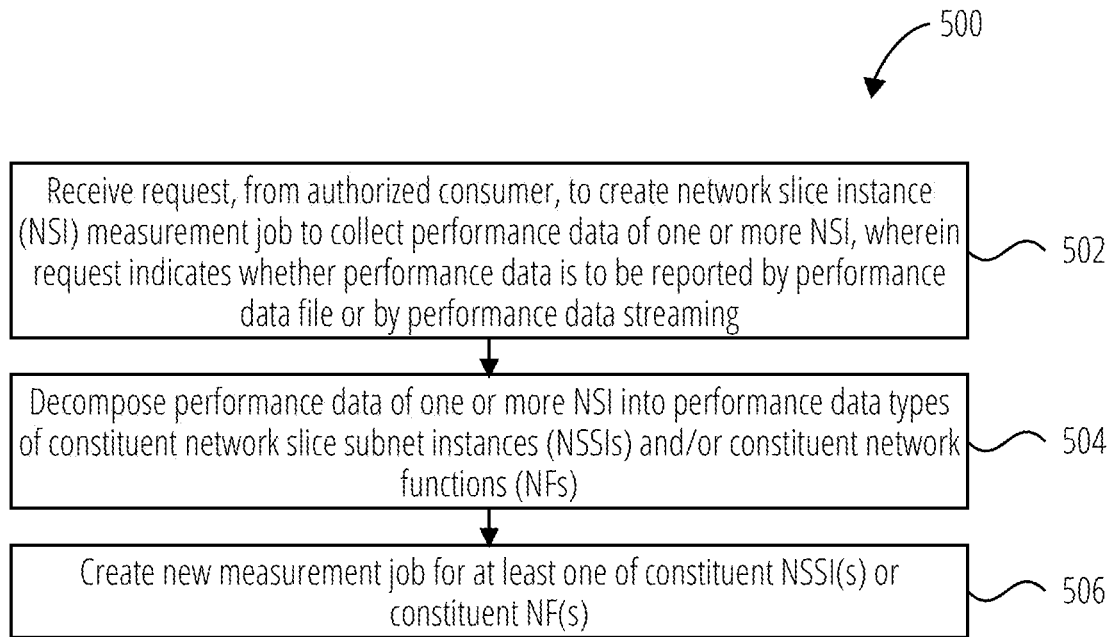 500
Receive request, from authorized consumer, to create network slice instance
(NSI) measurement job to collect performance data of one or more NSI, wherein
request indicates whether performance data is to be reported by performance
data file or by performance data streaming
502
Decompose performance data of one or more NSI into performance data types
of constituent network slice subnet instances (NSSIs) and/or constituent network
functions (NFs)
504
Create new measurement job for at least one of constituent NSSI(s) or
constituent NF(s)
506